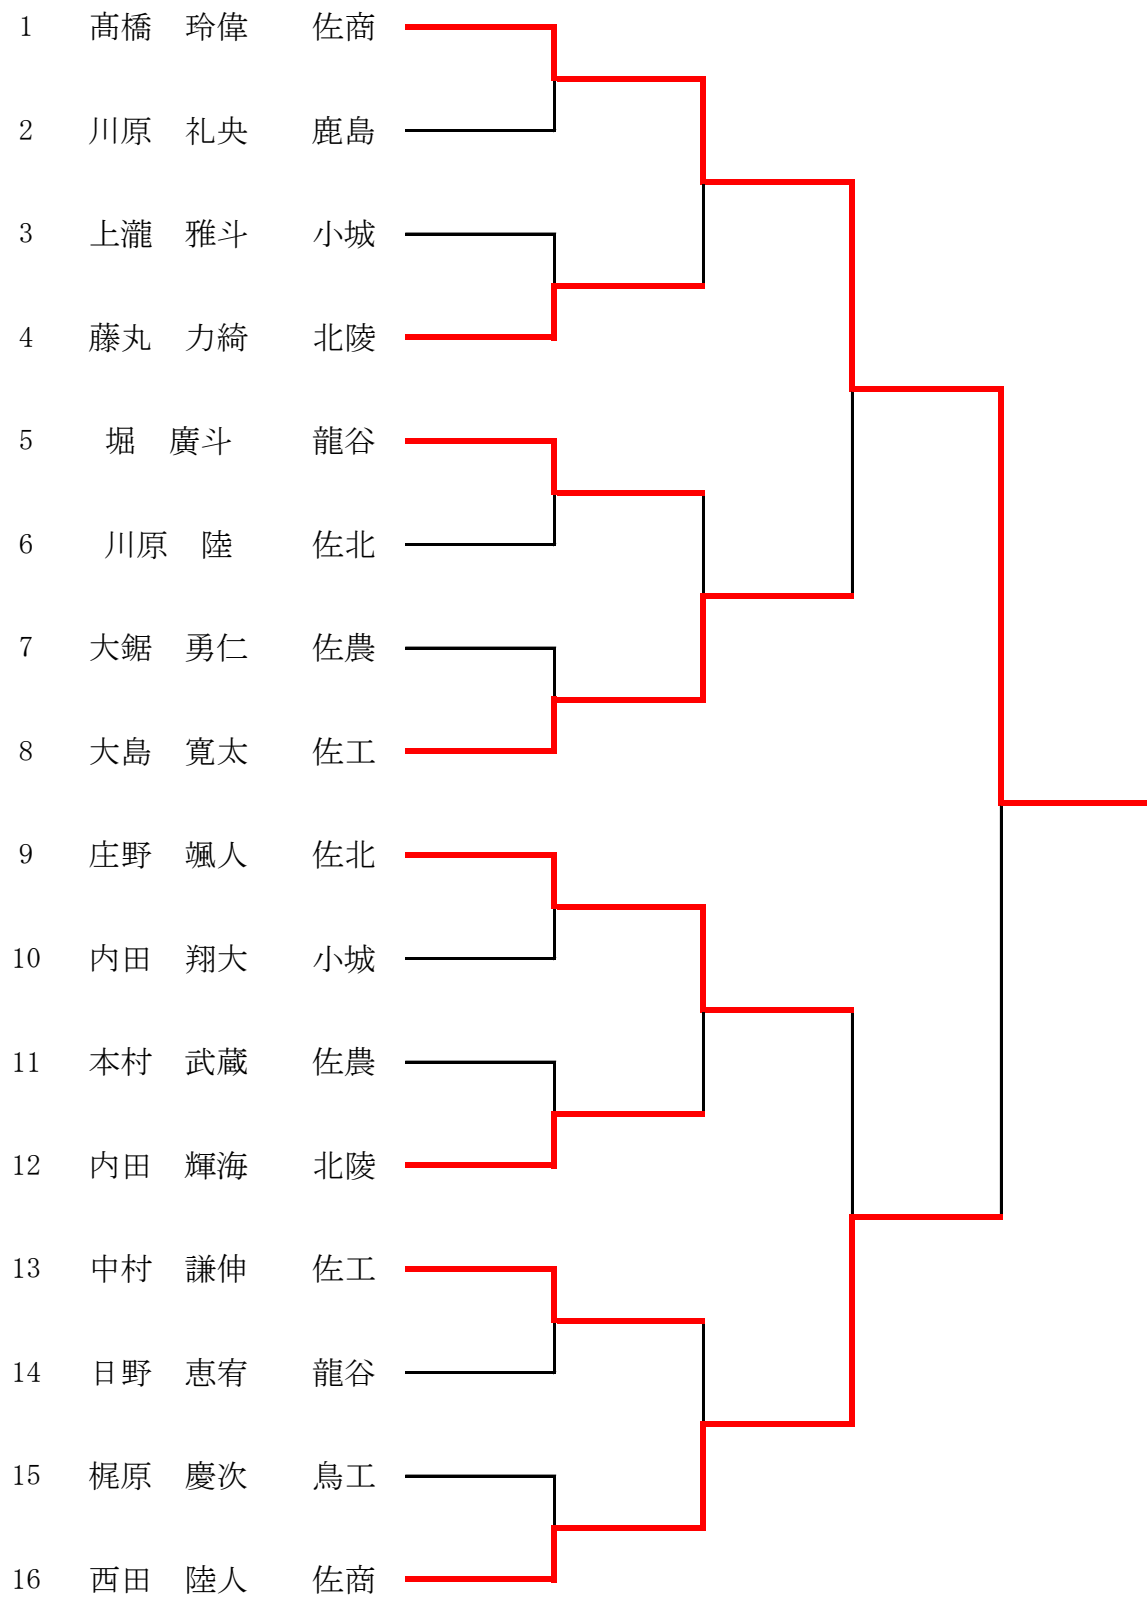 1 髙橋 玲偉 佐商
2 川原 礼央 鹿島
3 上瀧 雅斗 小城
4 藤丸 力綺 北陵
5 堀 廣斗 龍谷
6 川原 陸 佐北
7 大鋸 勇仁 佐農
8 大島 寛太 佐工
9 庄野 颯人 佐北
10 内田 翔大 小城
11 本村 武蔵 佐農
12 内田 輝海 北陵
13 中村 謙伸 佐工
14 日野 恵宥 龍谷
15 梶原 慶次 鳥工
16 西田 陸人 佐商